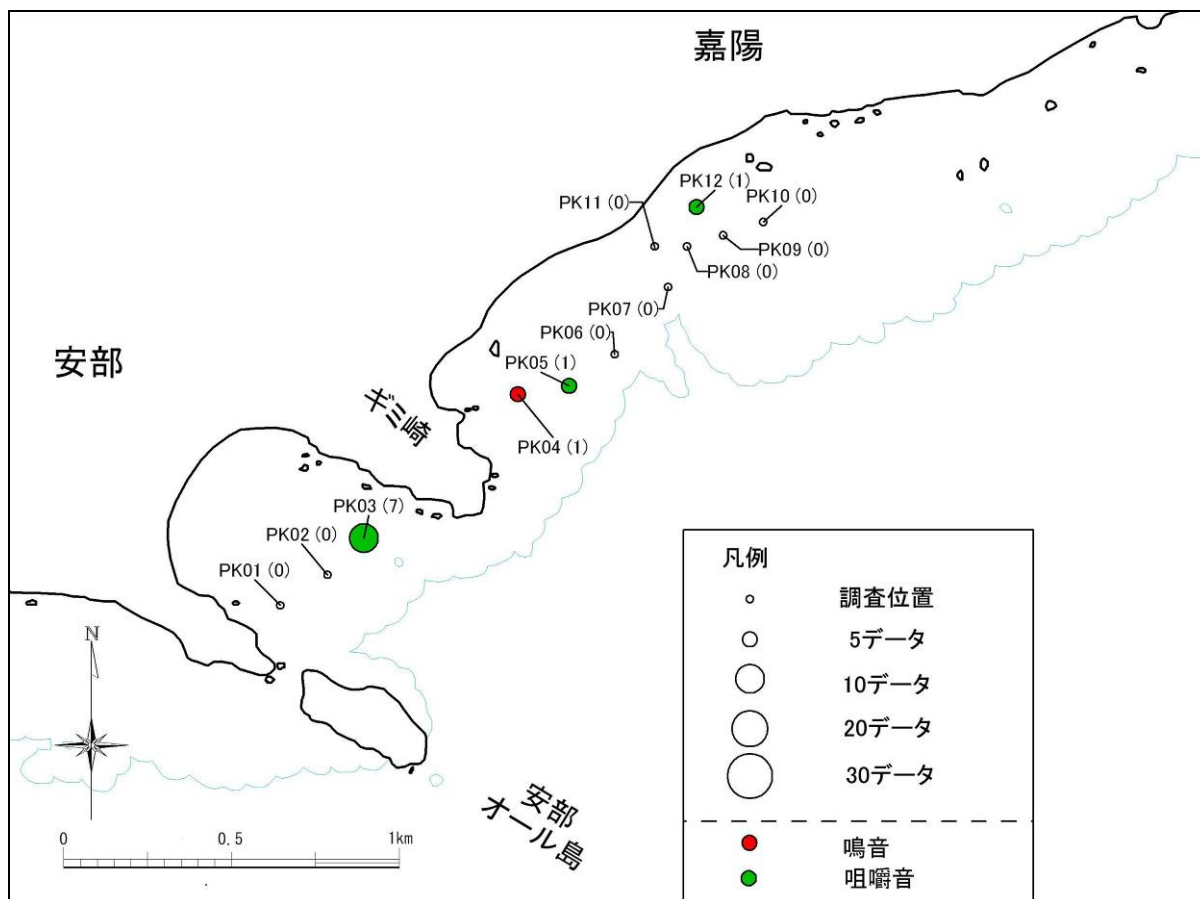 嘉陽
PK12 (1)
PK11 (0)
PK10 (0)
PK09 (0)
PK08 (0)
PK07 (0)
PK06 (0)
安部
PK05 (1)
ギミ崎
PK04 (1)
PK03 (7)
PK02 (0)
PK01 (0)
N
安部
オール島
0 0.5 1km
凡例
調査位置
5データ
10データ
20データ
30データ
鳴音
咀嚼音